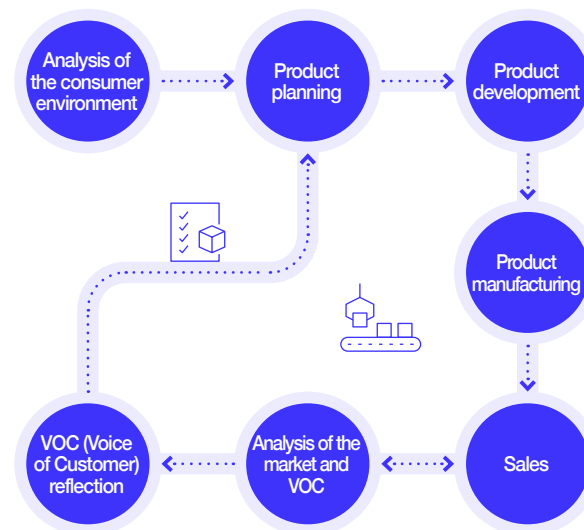 Analysis of
the consumer
environment
Product
planning
Product
development
Product
manufacturing
Sales
Analysis of the
market and
VOC
VOC (Voice
of Customer)
reflection